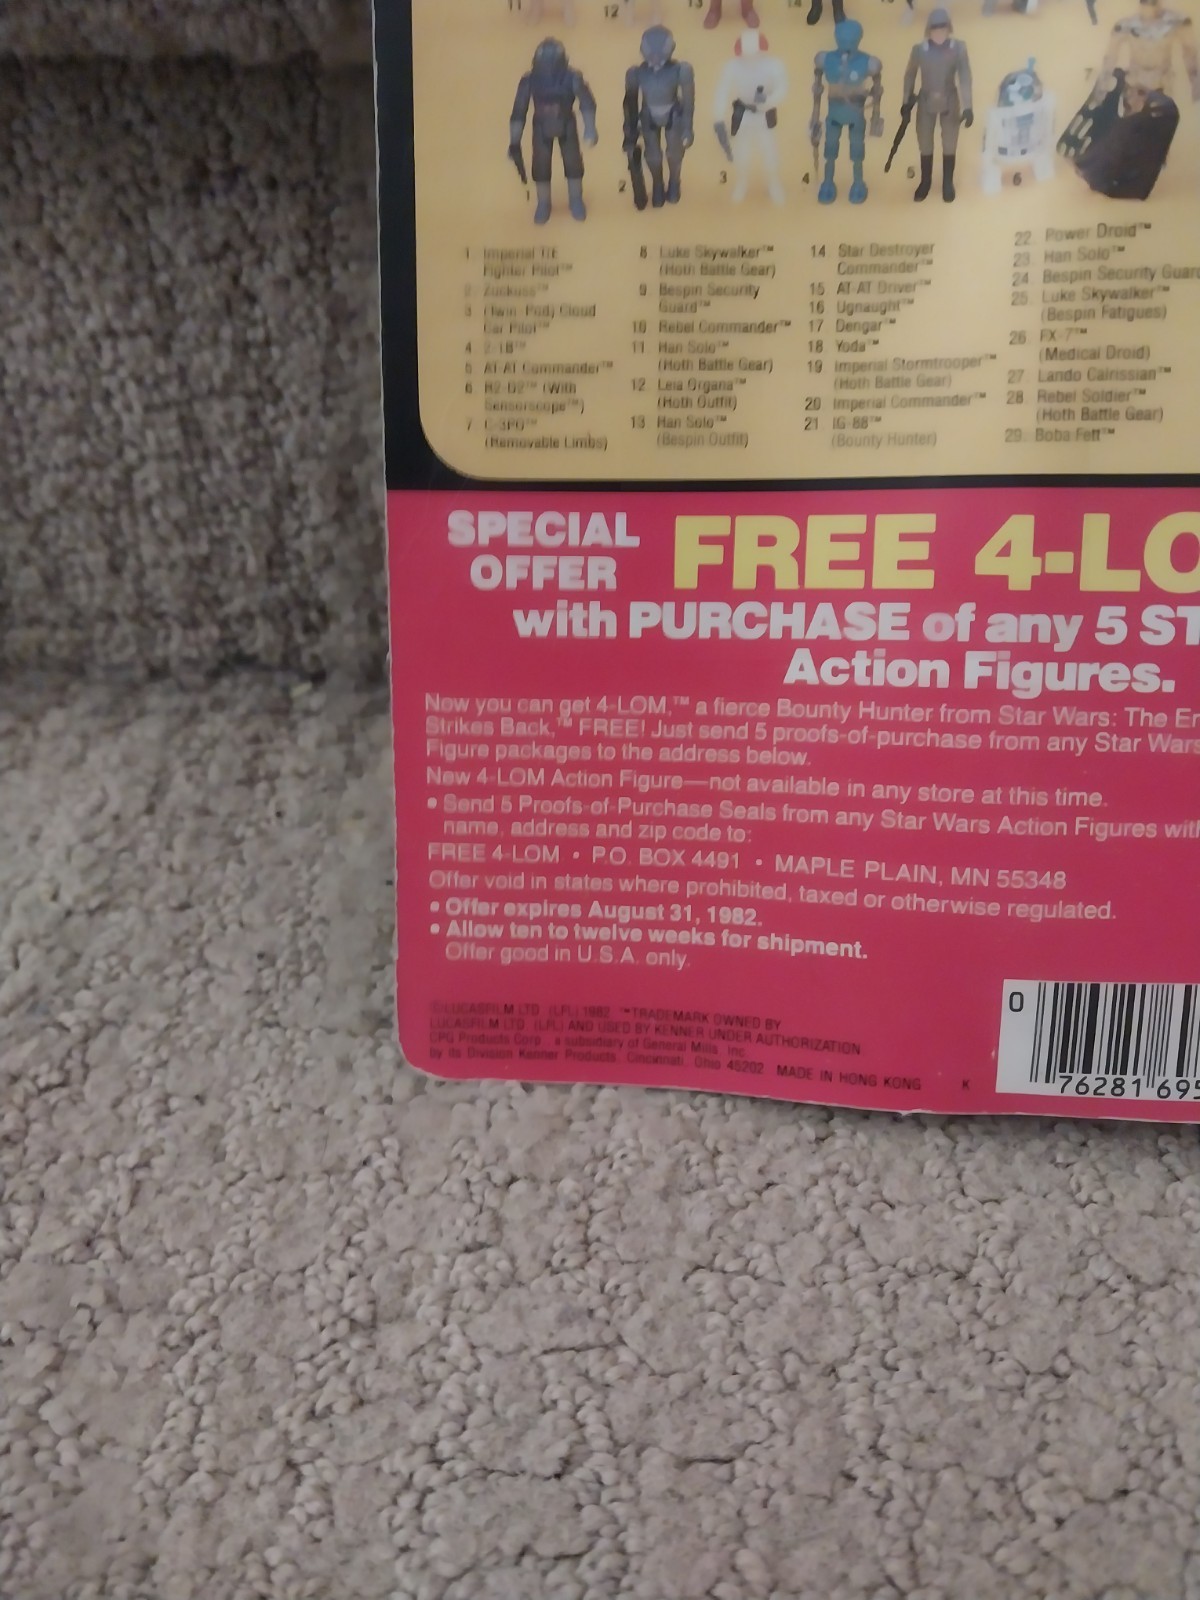 11
12
13
14
1
2
3
4
5
6
7
1 Imperial TIE
Fighter Pilot™
2 Zuckuss™
3 (Twin-Pod) Cloud
Car Pilot™
4 2-1B™
5 AT-AT Commander™
6 R2-D2™ (With
Sensorscope™)
7 C-3PO™
(Removable Limbs)
8 Luke Skywalker™
(Hoth Battle Gear)
9 Bespin Security
Guard™
10 Rebel Commander™
11 Han Solo™
(Hoth Battle Gear)
12 Leia Organa™
(Hoth Outfit)
13 Han Solo™
(Bespin Outfit)
14 Star Destroyer
Commander™
15 AT-AT Driver™
16 Ugnaught™
17 Dengar™
18 Yoda™
19 Imperial Stormtrooper™
(Hoth Battle Gear)
20 Imperial Commander™
21 IG-88™
(Bounty Hunter)
22 Power Droid™
23 Han Solo™
24 Bespin Security Guar
25 Luke Skywalker™
(Bespin Fatigues)
26 FX-7™
(Medical Droid)
27 Lando Calrissian™
28 Rebel Soldier™
(Hoth Battle Gear)
29 Boba Fett™
SPECIAL
OFFER
FREE 4-LO
with PURCHASE of any 5 ST
Action Figures.
Now you can get 4-LOM,™ a fierce Bounty Hunter from Star Wars: The E
Strikes Back,™ FREE! Just send 5 proofs-of-purchase from any Star Wars
Figure packages to the address below.
New 4-LOM Action Figure—not available in any store at this time.
• Send 5 Proofs-of-Purchase Seals from any Star Wars Action Figures with
name, address and zip code to:
FREE 4-LOM • P.O. BOX 4491 • MAPLE PLAIN, MN 55348
Offer void in states where prohibited, taxed or otherwise regulated.
• Offer expires August 31, 1982.
• Allow ten to twelve weeks for shipment.
Offer good in U.S.A. only.
©LUCASFILM LTD. (LFL) 1982 ™TRADEMARK OWNED BY
LUCASFILM LTD. (LFL) AND USED BY KENNER UNDER AUTHORIZATION
CPG Products Corp., a subsidiary of General Mills, Inc.
by its Division Kenner Products, Cincinnati, Ohio 45202 MADE IN HONG KONG K
0 76281 695